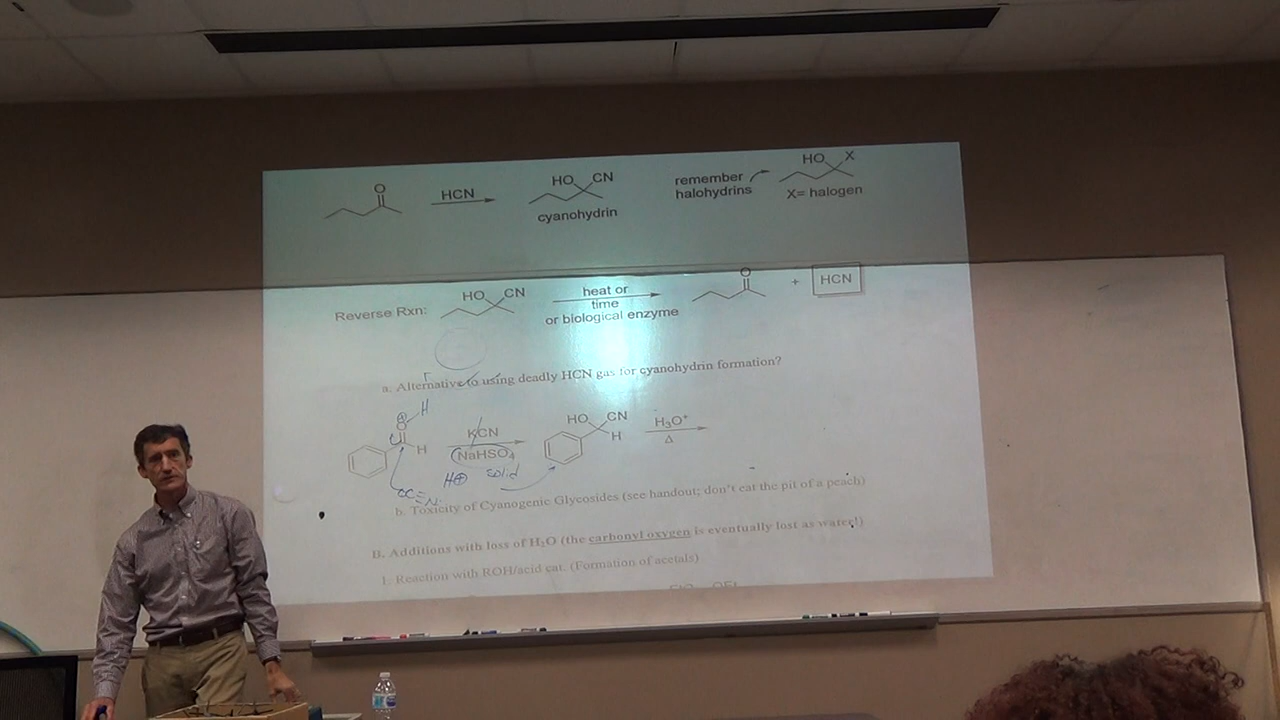 O
HCN
HO CN
cyanohydrin
remember
halohydrins
HO X
X= halogen
Reverse Rxn:
HO CN
heat or
time
or biological enzyme
O
+
HCN
a. Alternative to using deadly HCN gas for cyanohydrin formation?
H
⊕
O
H
KCN
NaHSO₄
H⊕ solid
⊖C≡N:
HO CN
H
H₃O⁺
Δ
b. Toxicity of Cyanogenic Glycosides (see handout; don't eat the pit of a peach)
B. Additions with loss of H₂O (the carbonyl oxygen is eventually lost as water!)
1. Reaction with ROH/acid cat. (Formation of acetals)